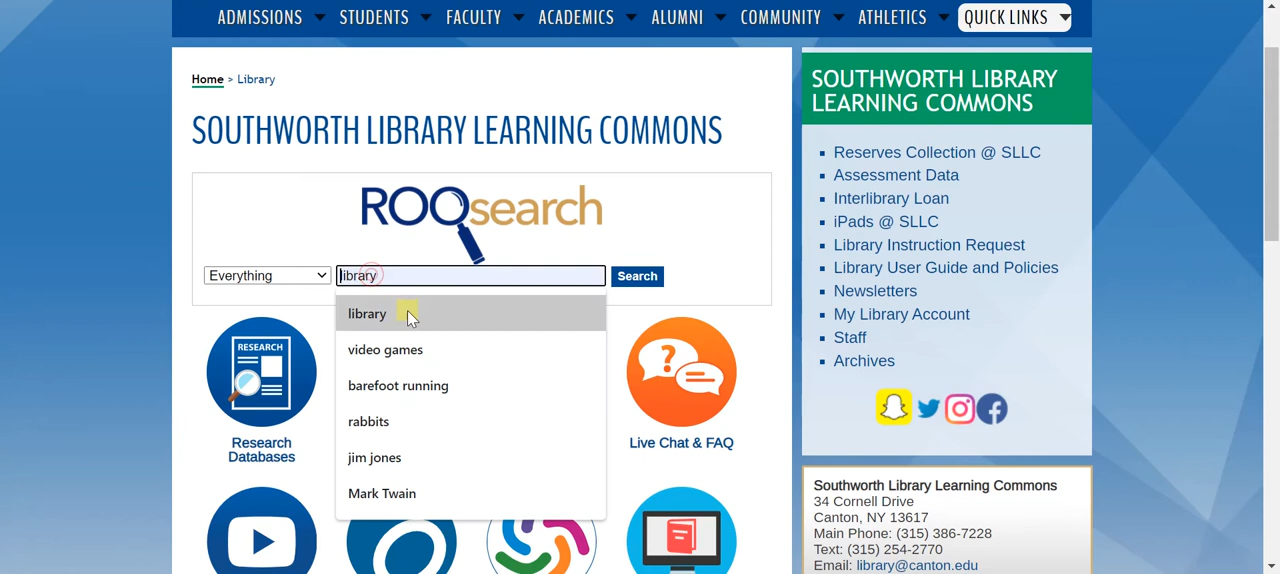 ADMISSIONS STUDENTS FACULTY ACADEMICS ALUMNI COMMUNITY ATHLETICS QUICK LINKS
Home > Library
SOUTHWORTH LIBRARY LEARNING COMMONS
ROOsearch
Everything library Search
library
video games
barefoot running
rabbits
jim jones
Mark Twain
RESEARCH
Research
Databases
Live Chat & FAQ
SOUTHWORTH LIBRARY
LEARNING COMMONS
Reserves Collection @ SLLC
Assessment Data
Interlibrary Loan
iPads @ SLLC
Library Instruction Request
Library User Guide and Policies
Newsletters
My Library Account
Staff
Archives
Southworth Library Learning Commons
34 Cornell Drive
Canton, NY 13617
Main Phone: (315) 386-7228
Text: (315) 254-2770
Email: library@canton.edu